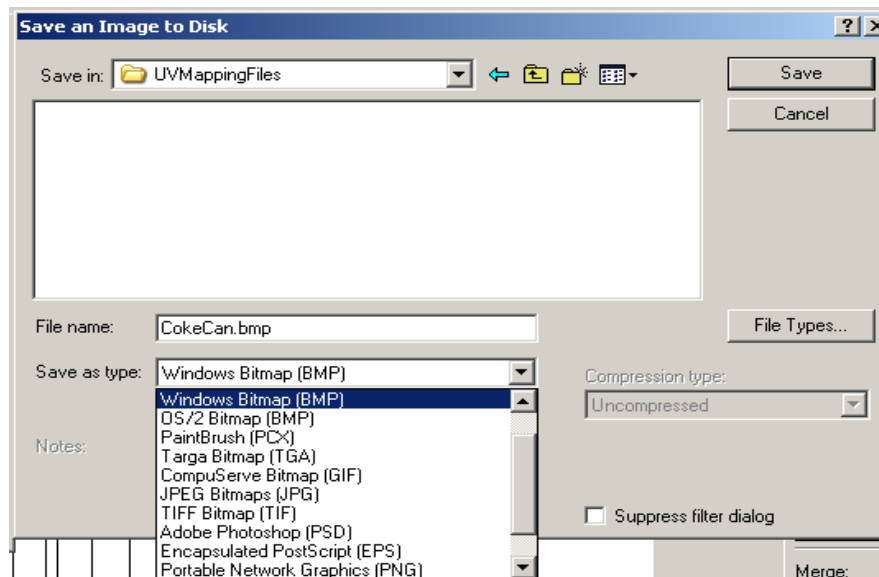 Save an Image to Disk
Save in: UVMappingFiles
Save
Cancel
File name: CokeCan.bmp
File Types...
Save as type: Windows Bitmap (BMP)
Compression type:
Windows Bitmap (BMP)
Uncompressed
OS/2 Bitmap (BMP)
PaintBrush (PCX)
Notes:
Targa Bitmap (TGA)
CompuServe Bitmap (GIF)
JPEG Bitmaps (JPG)
TIFF Bitmap (TIF)
Suppress filter dialog
Adobe Photoshop (PSD)
Encapsulated PostScript (EPS)
Portable Network Graphics (PNG)
Merge: